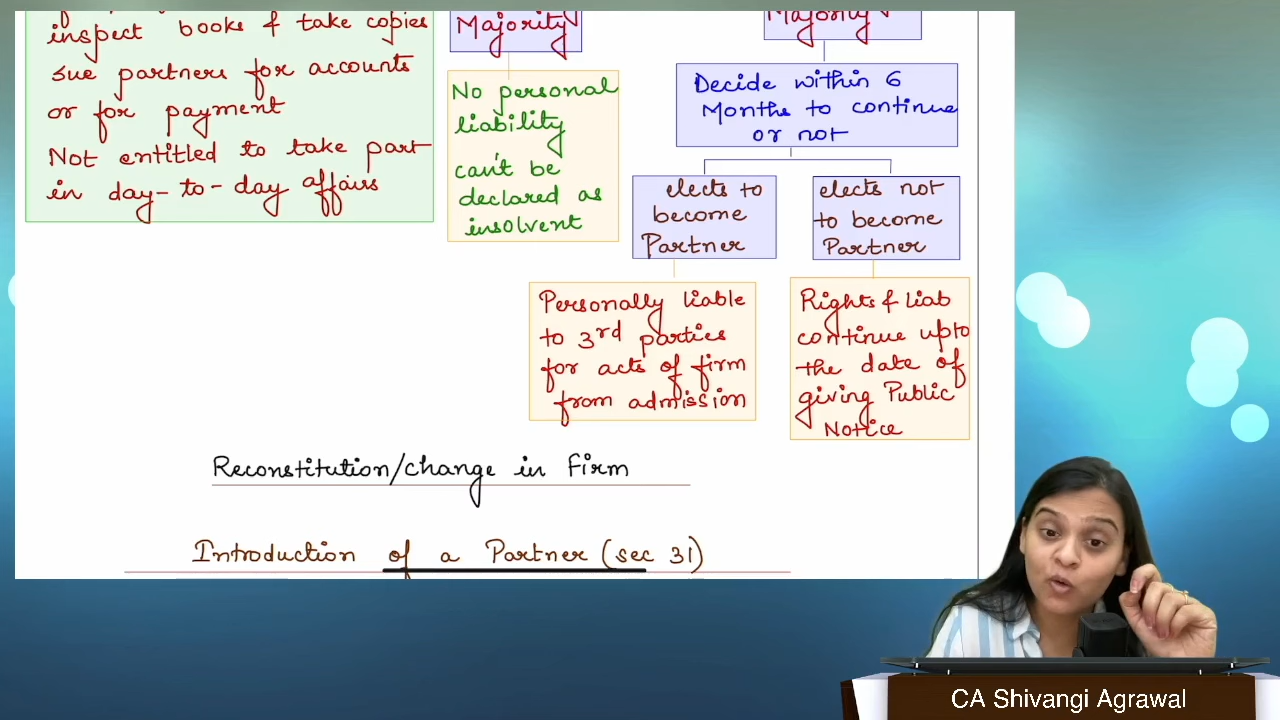 inspect books & take copies
sue partners for accounts
or for payment
Not entitled to take part
in day-to-day affairs
Majority
No personal
liability
can't be
declared as
insolvent
Majority
Decide within 6
Months to continue
or not
elects to
become
Partner
elects not
to become
Partner
Personally liable
to 3rd parties
for acts of firm
from admission
Rights & Liab
continue upto
the date of
giving Public
Notice
Reconstitution/change in Firm
Introduction of a Partner (sec 31)
CA Shivangi Agrawal